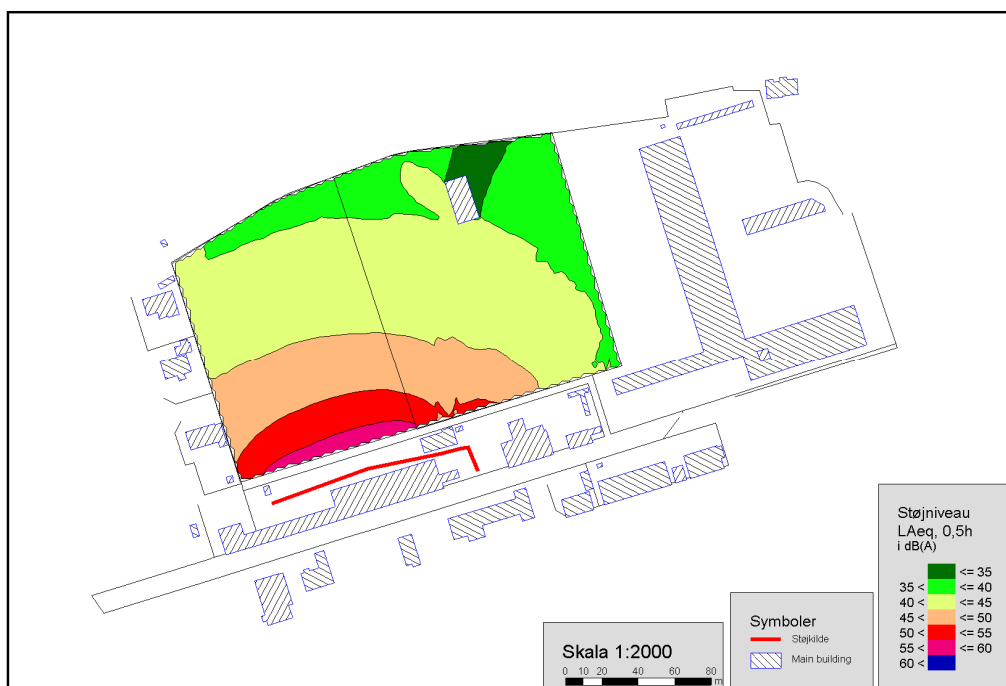 Støjniveau
LAeq, 0,5h
i dB(A)
<= 35
35 < <= 40
40 < <= 45
45 < <= 50
50 < <= 55
55 < <= 60
60 <
Symboler
Støjkilde
Main building
Skala 1:2000
0 10 20 40 60 80
m